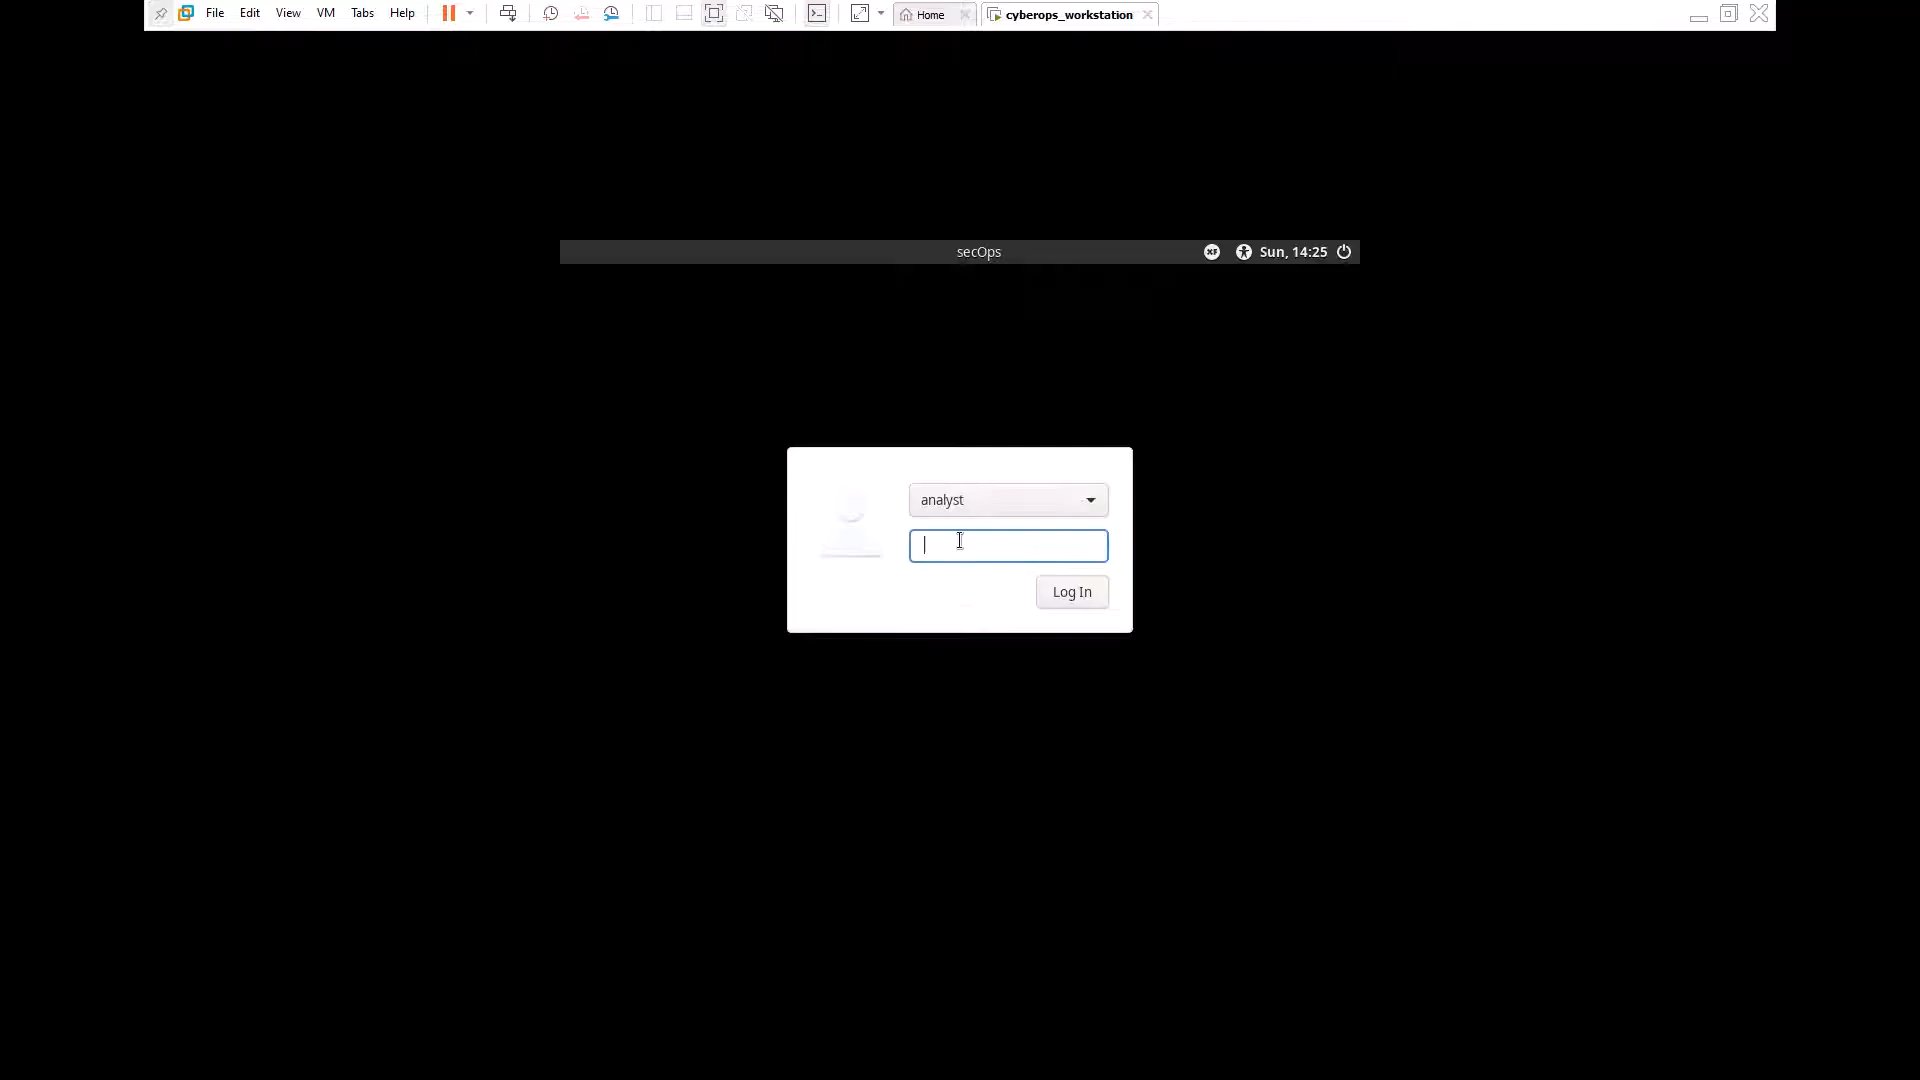 File Edit View VM Tabs Help Home cyberops_workstation
secOps Sun, 14:25
analyst
Log In